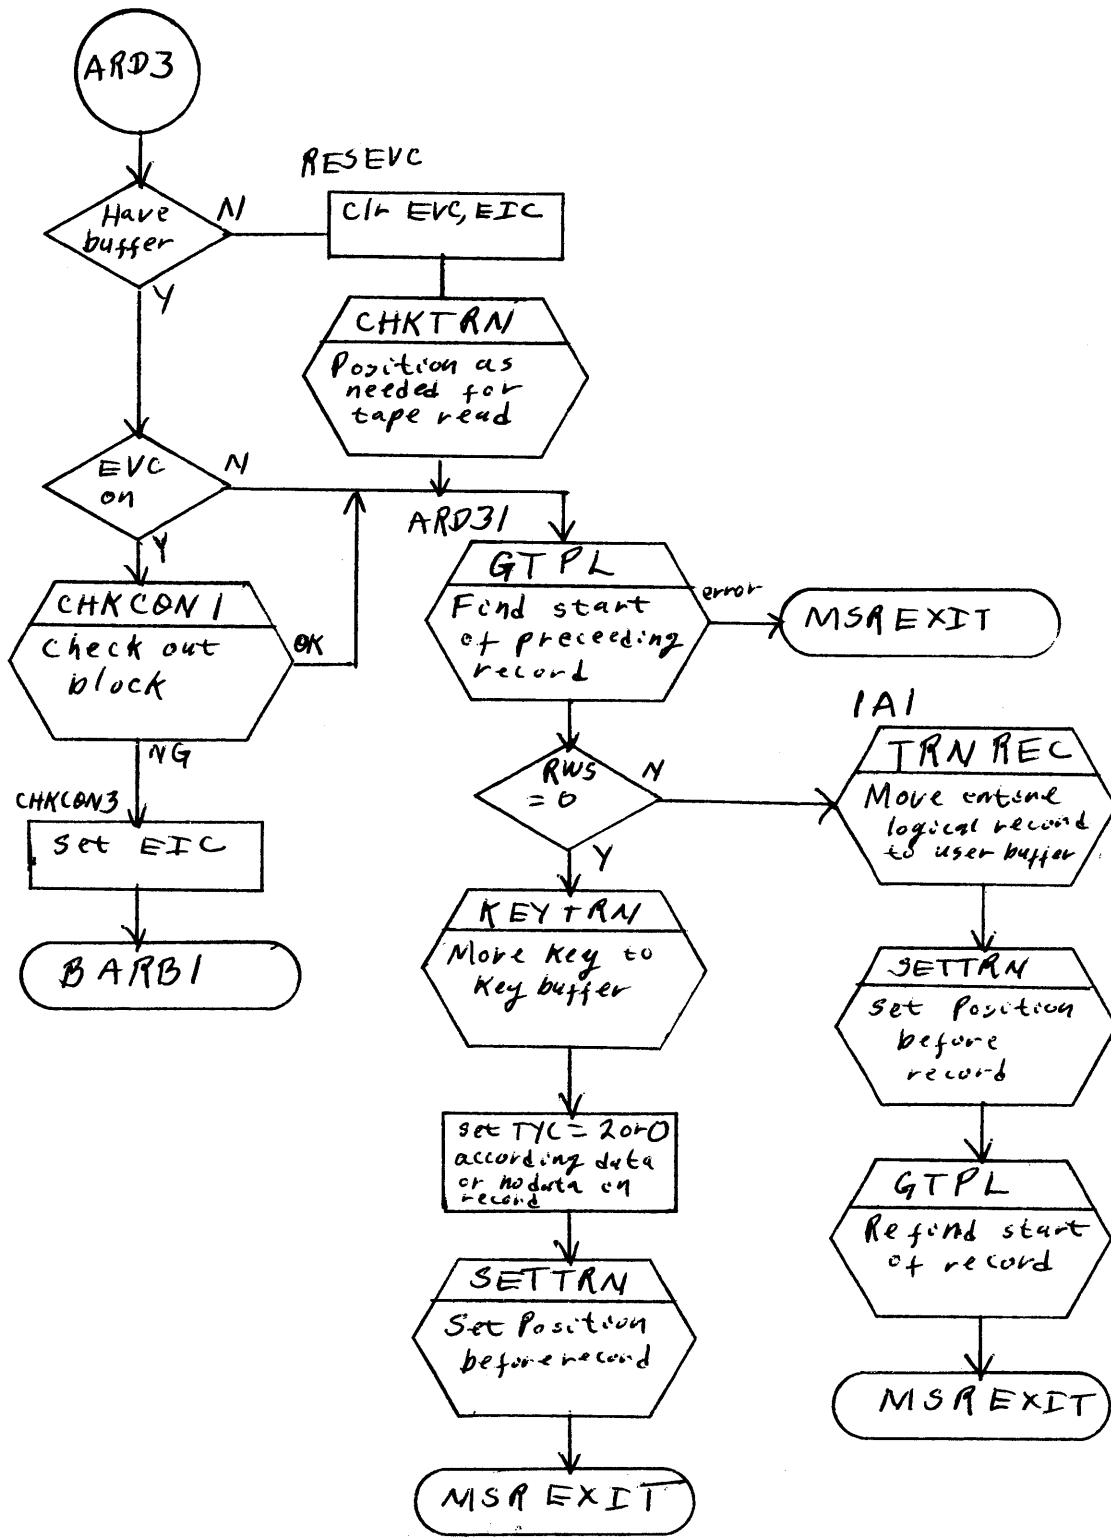 ARD3
RESEVC
Have
buffer
N
Y
Clr EVC, EIC
CHKTRN
Position as
needed for
tape read
EVC
on
N
Y
ARD31
CHKCON1
Check out
block
OK
NG
GTPL
Find start
of preceeding
record
error
MSREXIT
CHKCON3
Set EIC
BARB1
RWS
= 0
N
Y
1A1
TRNREC
Move entire
logical record
to user buffer
KEYTRN
Move Key to
Key buffer
SETTRN
Set Position
before
record
set TYC = 2 or 0
according data
or no data on
record
GTPL
Refind start
of record
SETTRN
Set Position
before record
MSREXIT
MSREXIT